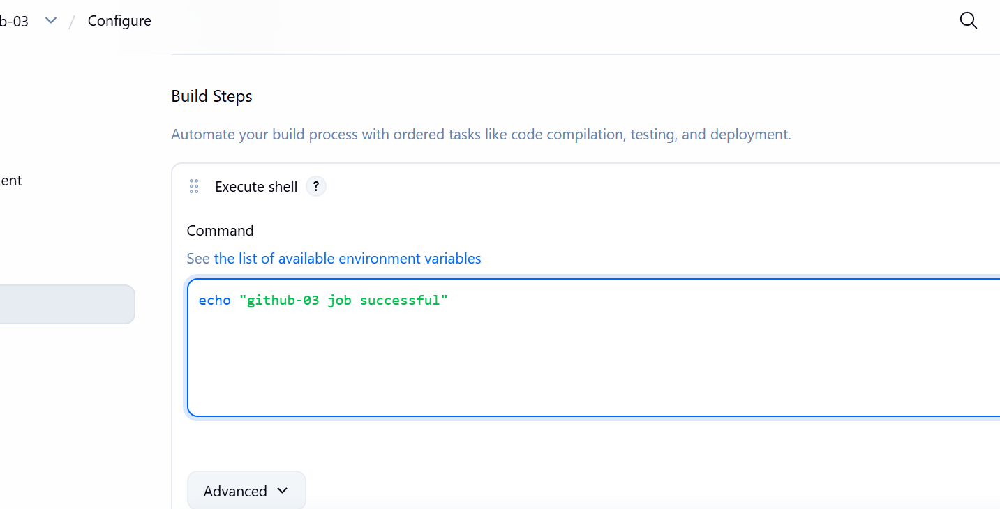 b-03 / Configure
Build Steps
Automate your build process with ordered tasks like code compilation, testing, and deployment.
ent
Execute shell ?
Command
See the list of available environment variables
echo "github-03 job successful"
Advanced